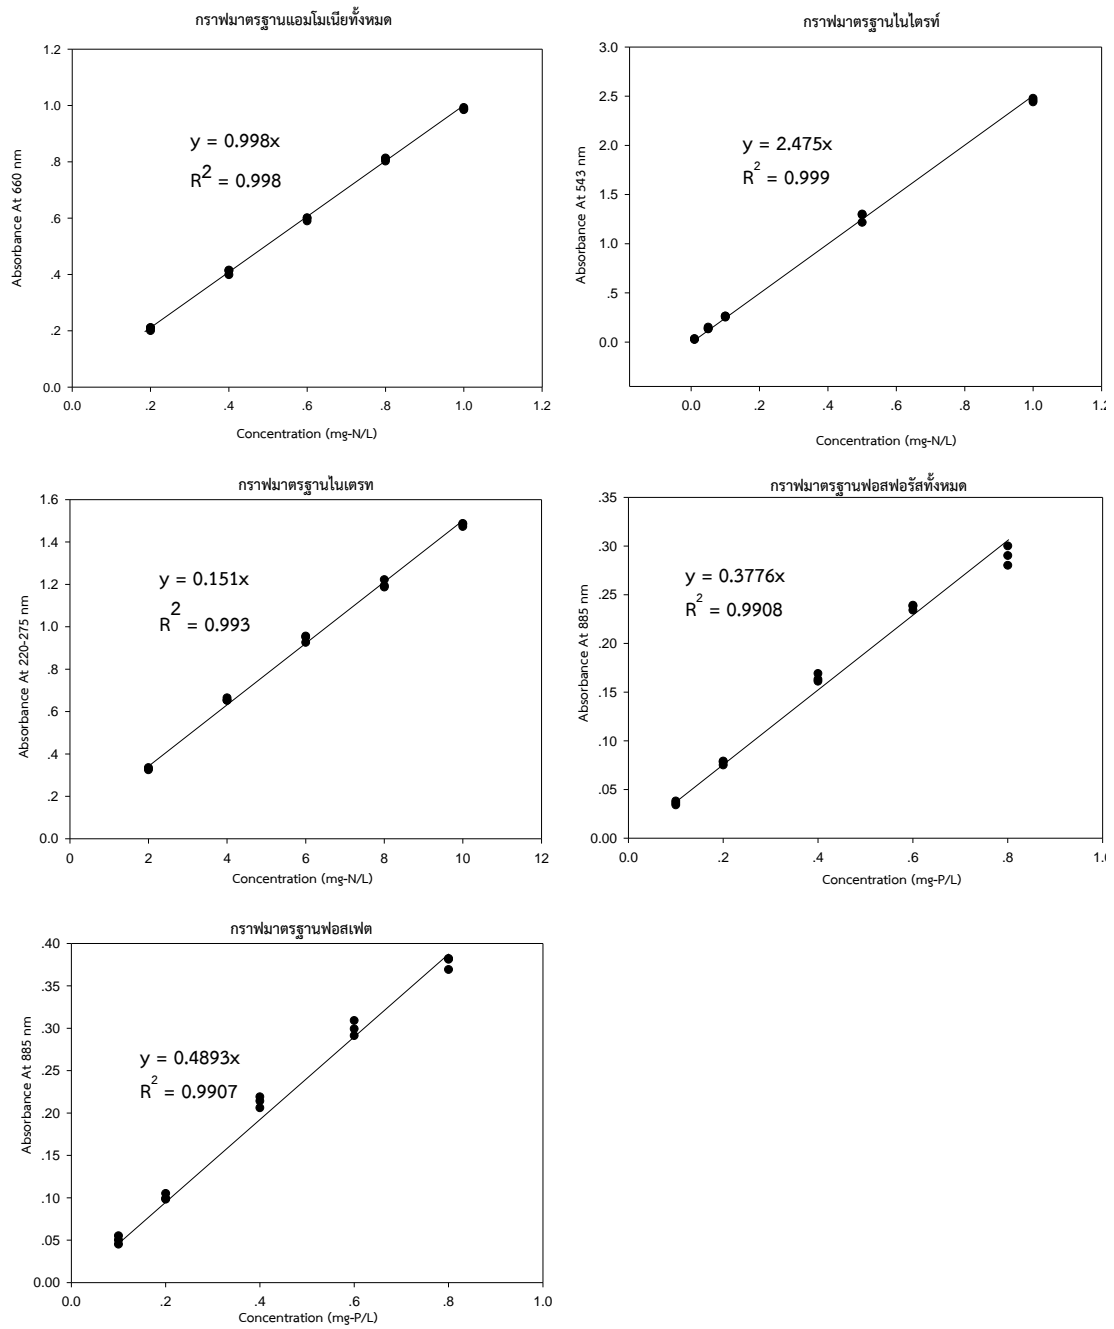 กราฟมาตรฐานแอมโมเนียทั้งหมด
1.2
1.0
.8
.6
.4
.2
0.0
Absorbance At 660 nm
y = 0.998x
R2 = 0.998
0.0 .2 .4 .6 .8 1.0 1.2
Concentration (mg-N/L)
กราฟมาตรฐานไนไตรท์
3.0
2.5
2.0
1.5
1.0
.5
0.0
Absorbance At 543 nm
y = 2.475x
R2 = 0.999
0.0 .2 .4 .6 .8 1.0 1.2
Concentration (mg-N/L)
กราฟมาตรฐานไนเตรท
1.6
1.4
1.2
1.0
.8
.6
.4
.2
0.0
Absorbance At 220-275 nm
y = 0.151x
R2 = 0.993
0 2 4 6 8 10 12
Concentration (mg-N/L)
กราฟมาตรฐานฟอสฟอรัสทั้งหมด
.35
.30
.25
.20
.15
.10
.05
0.00
Absorbance At 885 nm
y = 0.3776x
R2 = 0.9908
0.0 .2 .4 .6 .8 1.0
Concentration (mg-P/L)
กราฟมาตรฐานฟอสเฟต
.40
.35
.30
.25
.20
.15
.10
.05
0.00
Absorbance At 885 nm
y = 0.4893x
R2 = 0.9907
0.0 .2 .4 .6 .8 1.0
Concentration (mg-P/L)